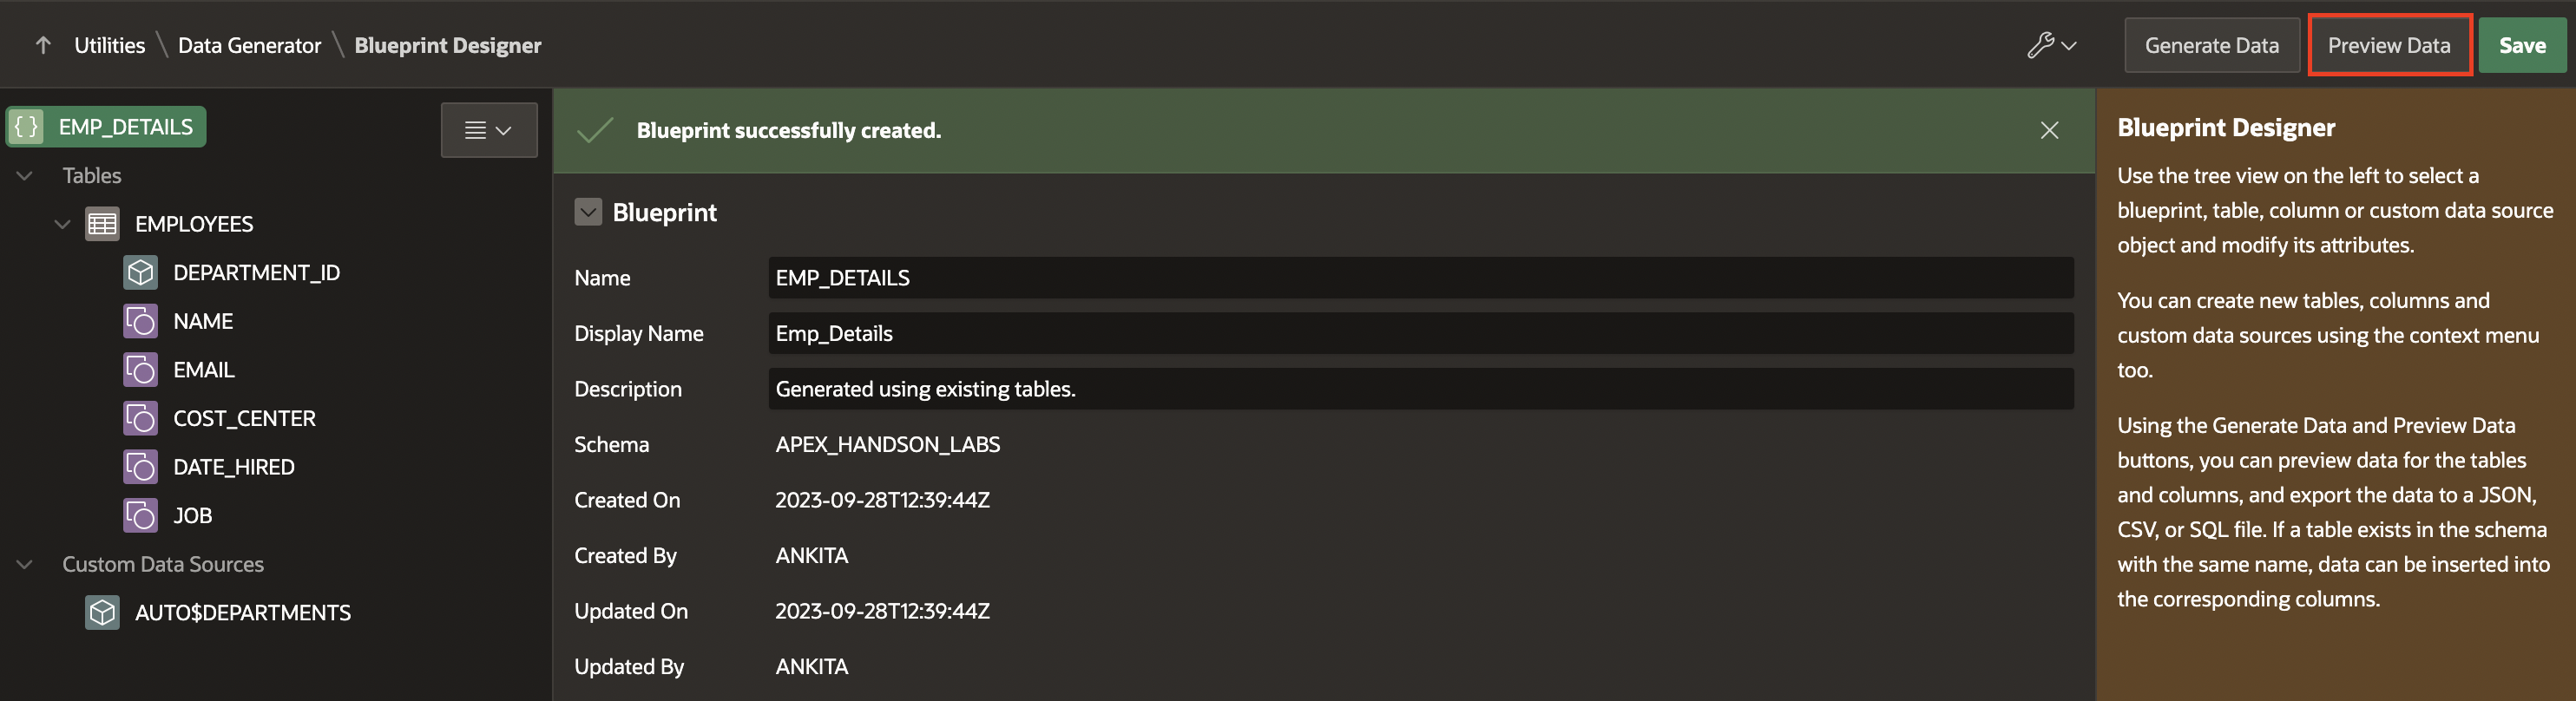 Utilities \ Data Generator \ Blueprint Designer
Generate Data
Preview Data
Save
{ } EMP_DETAILS
Tables
EMPLOYEES
DEPARTMENT_ID
NAME
EMAIL
COST_CENTER
DATE_HIRED
JOB
Custom Data Sources
AUTO$DEPARTMENTS
Blueprint successfully created.
Blueprint
Name EMP_DETAILS
Display Name Emp_Details
Description Generated using existing tables.
Schema APEX_HANDSON_LABS
Created On 2023-09-28T12:39:44Z
Created By ANKITA
Updated On 2023-09-28T12:39:44Z
Updated By ANKITA
Blueprint Designer
Use the tree view on the left to select a
blueprint, table, column or custom data source
object and modify its attributes.
You can create new tables, columns and
custom data sources using the context menu
too.
Using the Generate Data and Preview Data
buttons, you can preview data for the tables
and columns, and export the data to a JSON,
CSV, or SQL file. If a table exists in the schema
with the same name, data can be inserted into
the corresponding columns.